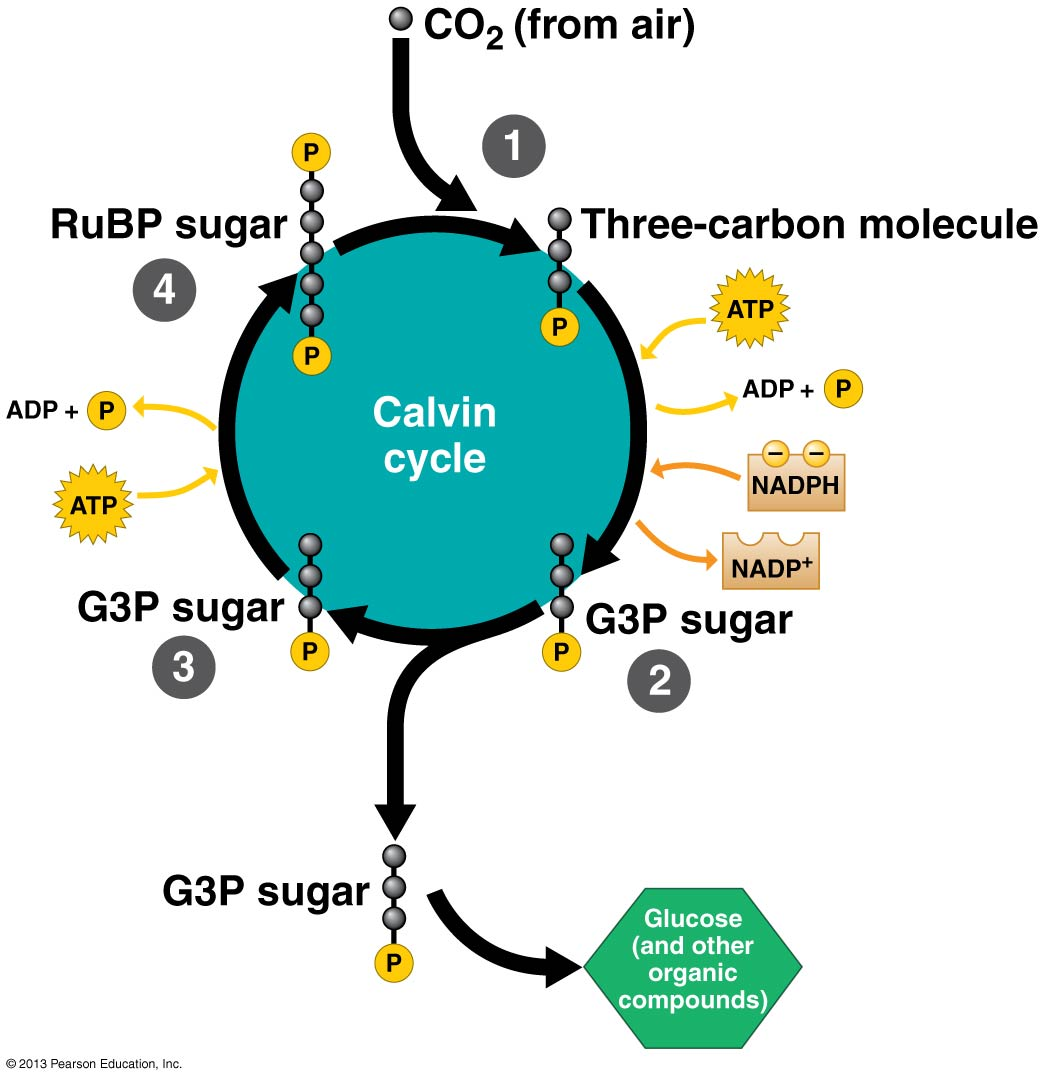 CO₂ (from air)
1
P
RuBP sugar
Three-carbon molecule
4
P
P
ATP
ADP + P
ADP + P
Calvin
cycle
NADPH
ATP
NADP⁺
G3P sugar
G3P sugar
P
P
3
2
G3P sugar
P
Glucose
(and other
organic
compounds)
© 2013 Pearson Education, Inc.